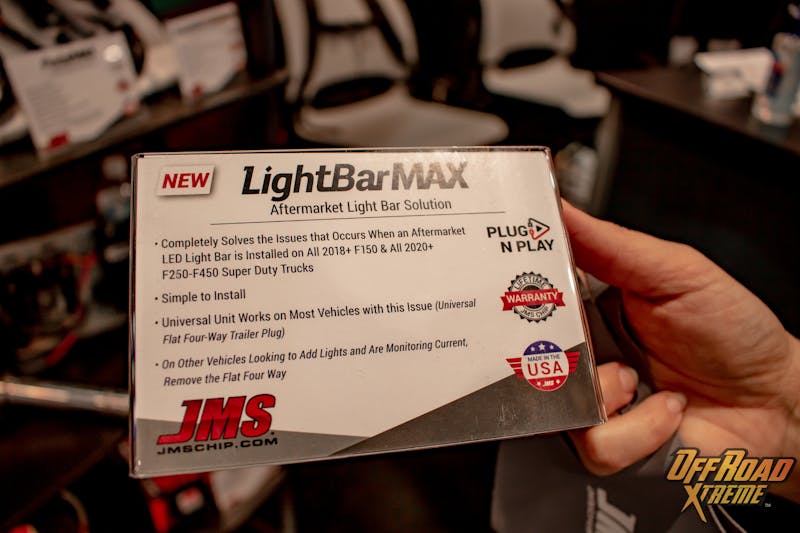 NEW
LightBarMAX
Aftermarket Light Bar Solution
• Completely Solves the Issues that Occurs When an Aftermarket
LED Light Bar is Installed on All 2018+ F150 & All 2020+
F250-F450 Super Duty Trucks
• Simple to Install
• Universal Unit Works on Most Vehicles with this Issue (Universal
Flat Four-Way Trailer Plug)
• On Other Vehicles Looking to Add Lights and Are Monitoring Current,
Remove the Flat Four Way
PLUG
N PLAY
LIFETIME
WARRANTY
JMS CHIP
MADE IN THE
USA
JMS
JMS
JMSCHIP.COM
OFFROAD
XTREME